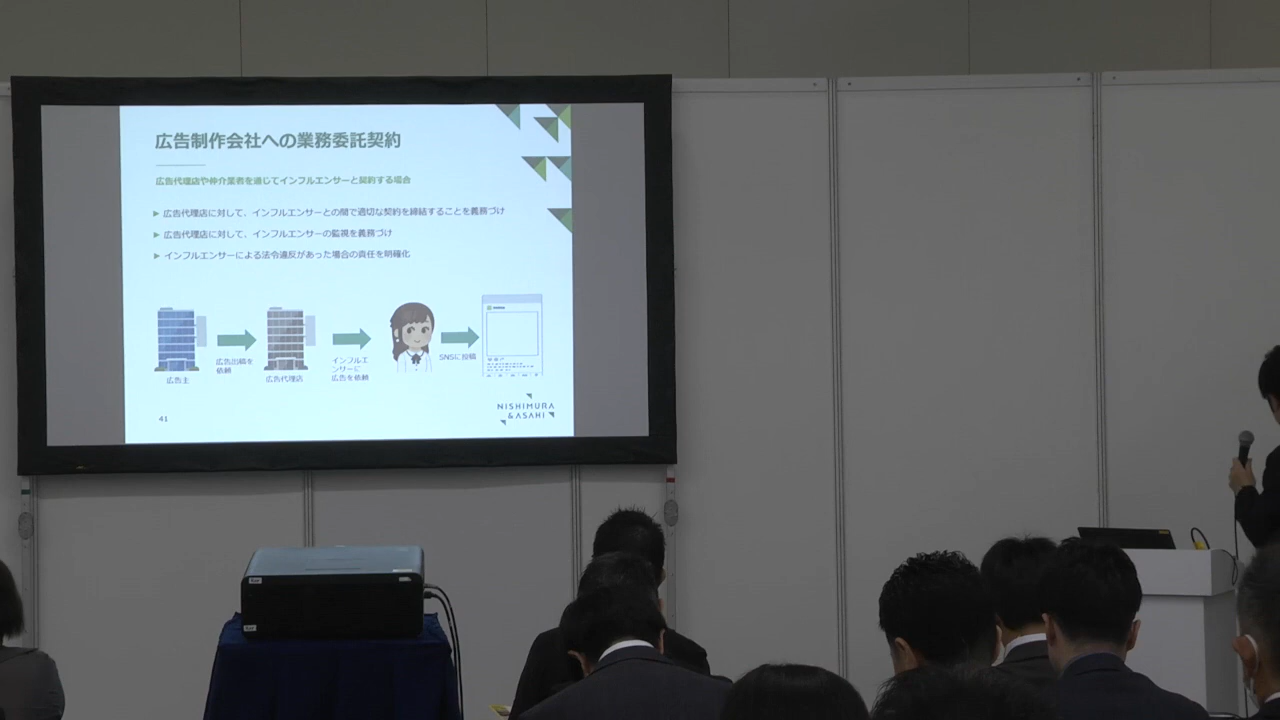 広告制作会社への業務委託契約
広告代理店や仲介業者を通じてインフルエンサーと契約する場合
▶ 広告代理店に対して、インフルエンサーとの間で適切な契約を締結することを義務づけ
▶ 広告代理店に対して、インフルエンサーの監視を義務づけ
▶ インフルエンサーによる法令違反があった場合の責任を明確化
広告主
広告出稿を
依頼
広告代理店
インフルエ
ンサーに
広告を依頼
SNSに投稿
41
NISHIMURA
& ASAHI